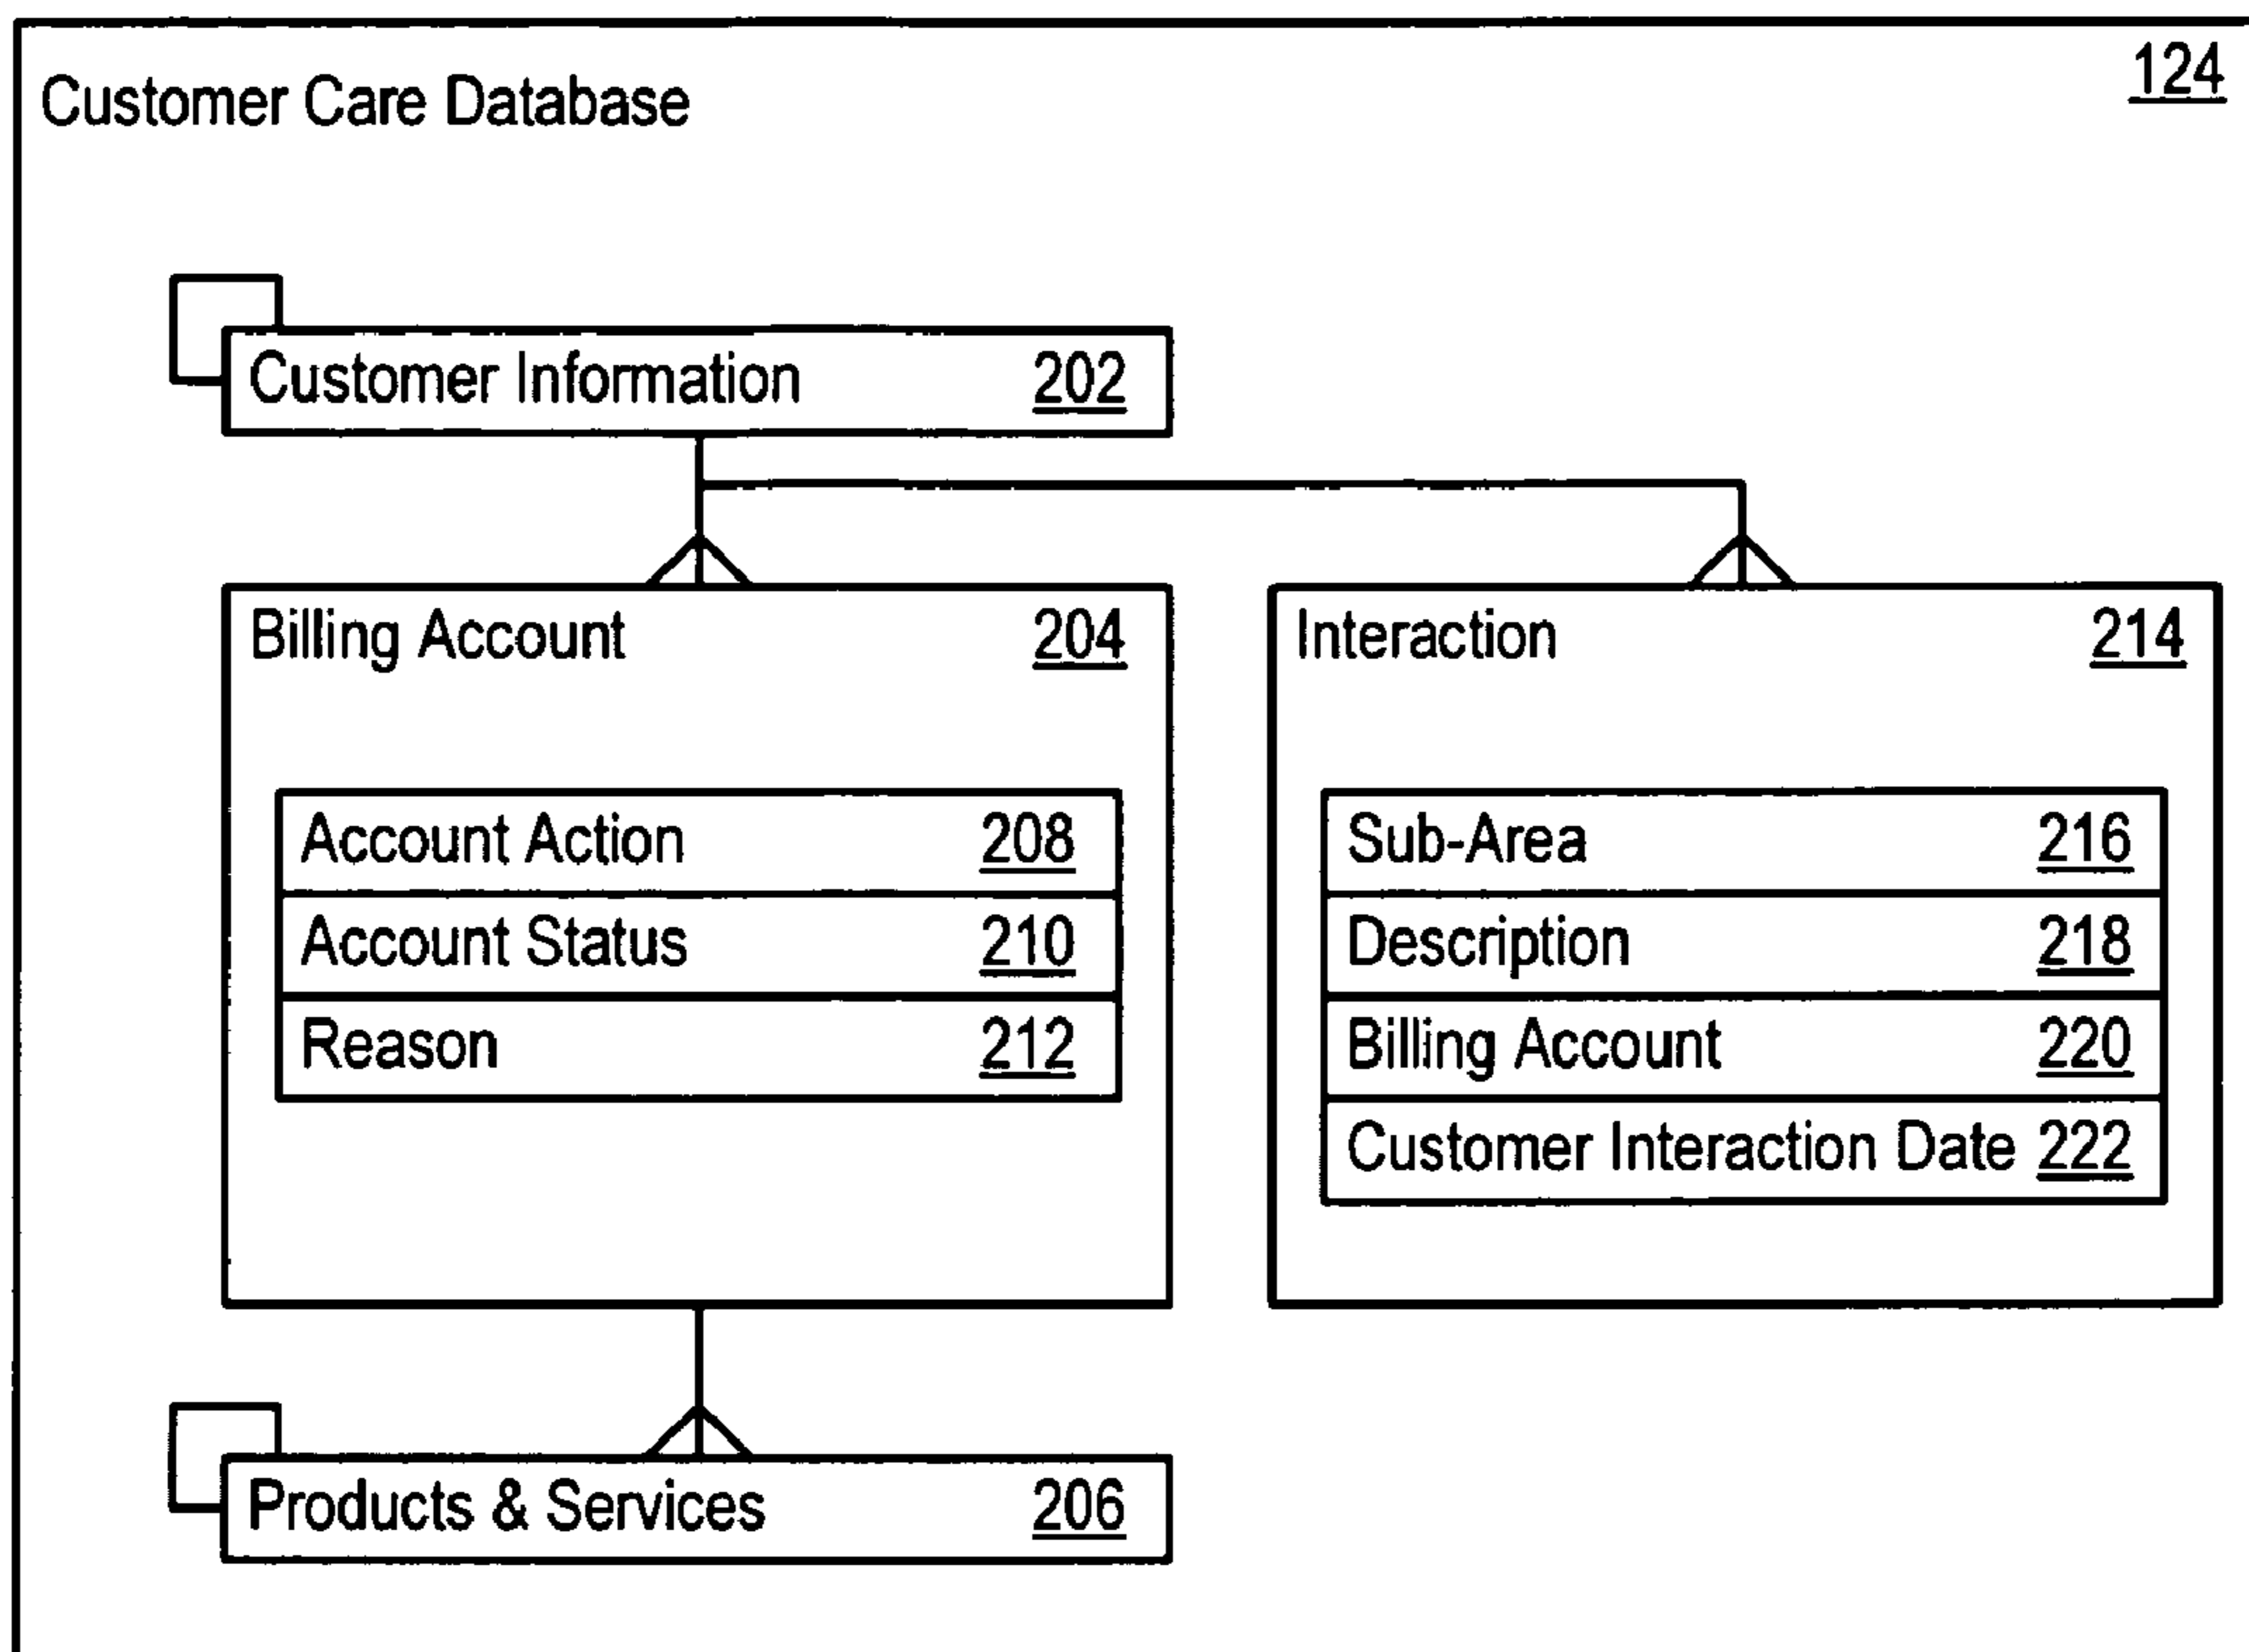 124
Customer Care Database
Customer Information 202
Billing Account 204
Account Action 208
Account Status 210
Reason 212
Interaction 214
Sub-Area 216
Description 218
Billing Account 220
Customer Interaction Date 222
Products & Services 206